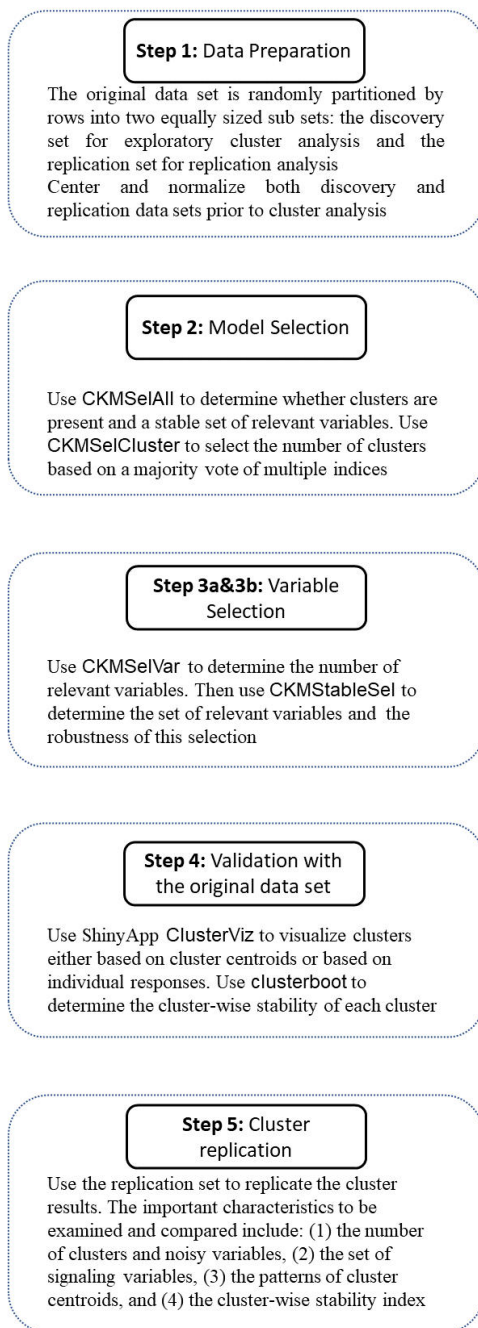 Step 1: Data Preparation
The original data set is randomly partitioned by
rows into two equally sized sub sets: the discovery
set for exploratory cluster analysis and the
replication set for replication analysis
Center and normalize both discovery and
replication data sets prior to cluster analysis
Step 2: Model Selection
Use CKMSelAll to determine whether clusters are
present and a stable set of relevant variables. Use
CKMSelCluster to select the number of clusters
based on a majority vote of multiple indices
Step 3a&3b: Variable
Selection
Use CKMSelVar to determine the number of
relevant variables. Then use CKMStableSel to
determine the set of relevant variables and the
robustness of this selection
Step 4: Validation with
the original data set
Use ShinyApp ClusterViz to visualize clusters
either based on cluster centroids or based on
individual responses. Use clusterboot to
determine the cluster-wise stability of each cluster
Step 5: Cluster
replication
Use the replication set to replicate the cluster
results. The important characteristics to be
examined and compared include: (1) the number
of clusters and noisy variables, (2) the set of
signaling variables, (3) the patterns of cluster
centroids, and (4) the cluster-wise stability index